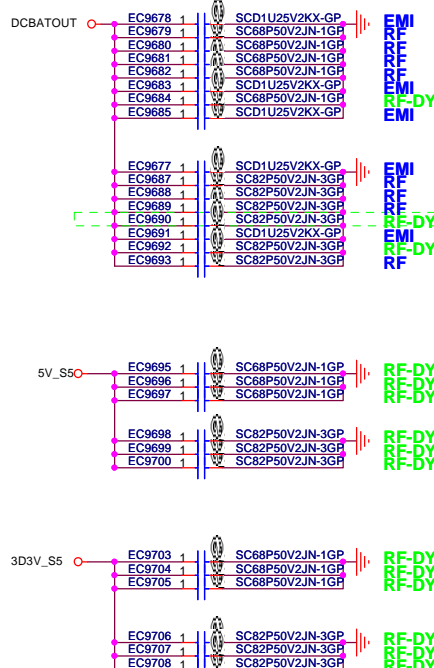 DCBATOUT EC9678 1 SCD1U25V2KX-GP EMI
EC9679 1 SC68P50V2JN-1GP RF
EC9680 1 SC68P50V2JN-1GP RF
EC9681 1 SC68P50V2JN-1GP RF
EC9682 1 SC68P50V2JN-1GP RF
EC9683 1 SCD1U25V2KX-GP EMI
EC9684 1 SC68P50V2JN-1GP RF-DY
EC9685 1 SCD1U25V2KX-GP EMI
EC9677 1 SCD1U25V2KX-GP EMI
EC9687 1 SC82P50V2JN-3GP RF
EC9688 1 SC82P50V2JN-3GP RF
EC9689 1 SC82P50V2JN-3GP RF
EC9690 1 SC82P50V2JN-3GP RF-DY
EC9691 1 SCD1U25V2KX-GP EMI
EC9692 1 SC82P50V2JN-3GP RF-DY
EC9693 1 SC82P50V2JN-3GP RF
5V_S5 EC9695 1 SC68P50V2JN-1GP RF-DY
EC9696 1 SC68P50V2JN-1GP RF-DY
EC9697 1 SC68P50V2JN-1GP RF-DY
EC9698 1 SC82P50V2JN-3GP RF-DY
EC9699 1 SC82P50V2JN-3GP RF-DY
EC9700 1 SC82P50V2JN-3GP RF-DY
3D3V_S5 EC9703 1 SC68P50V2JN-1GP RF-DY
EC9704 1 SC68P50V2JN-1GP RF-DY
EC9705 1 SC68P50V2JN-1GP RF-DY
EC9706 1 SC82P50V2JN-3GP RF-DY
EC9707 1 SC82P50V2JN-3GP RF-DY
EC9708 1 SC82P50V2JN-3GP RF-DY